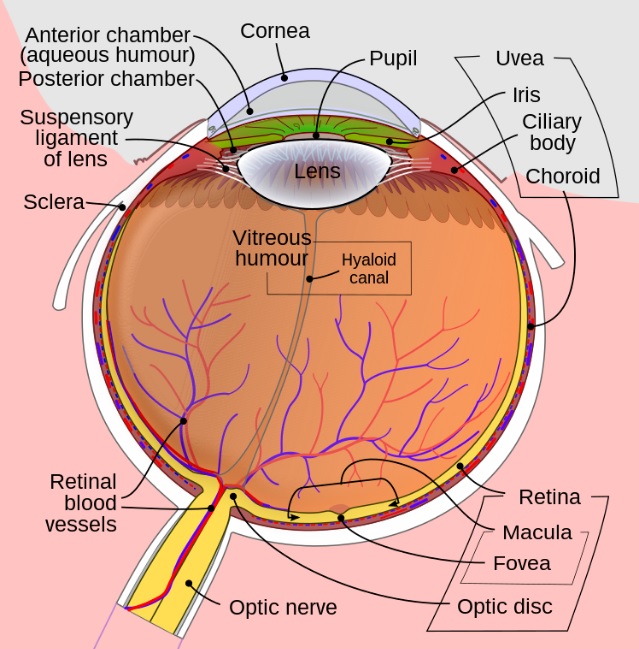 Anterior chamber
(aqueous humour)
Posterior chamber
Suspensory
ligament
of lens
Sclera
Cornea
Pupil
Uvea
Iris
Ciliary
body
Choroid
Lens
Vitreous
humour
Hyaloid
canal
Retinal
blood
vessels
Optic nerve
Retina
Macula
Fovea
Optic disc